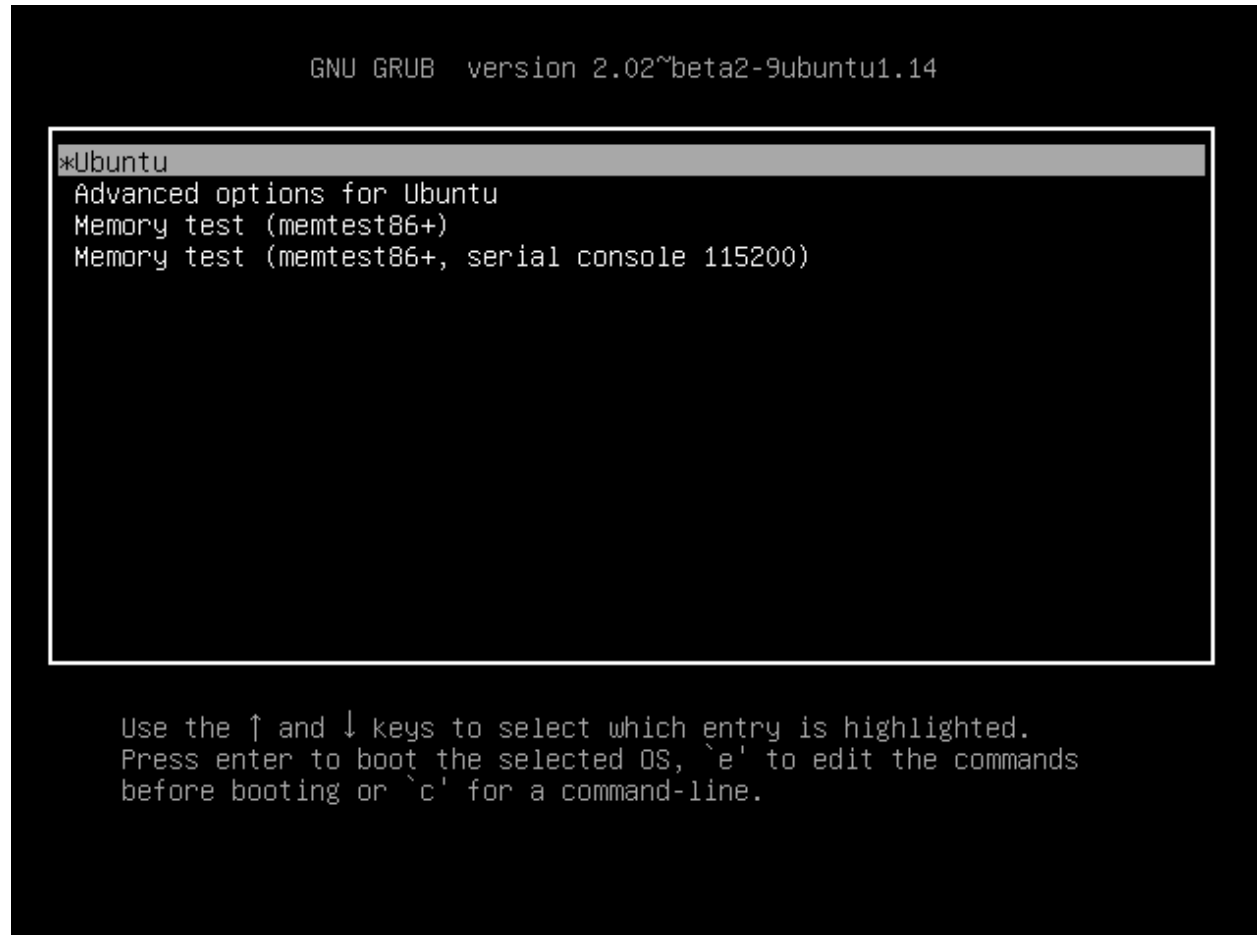 GNU GRUB  version 2.02~beta2-9ubuntu1.14
*Ubuntu
Advanced options for Ubuntu
Memory test (memtest86+)
Memory test (memtest86+, serial console 115200)
Use the ↑ and ↓ keys to select which entry is highlighted.
Press enter to boot the selected OS, `e' to edit the commands
before booting or `c' for a command-line.